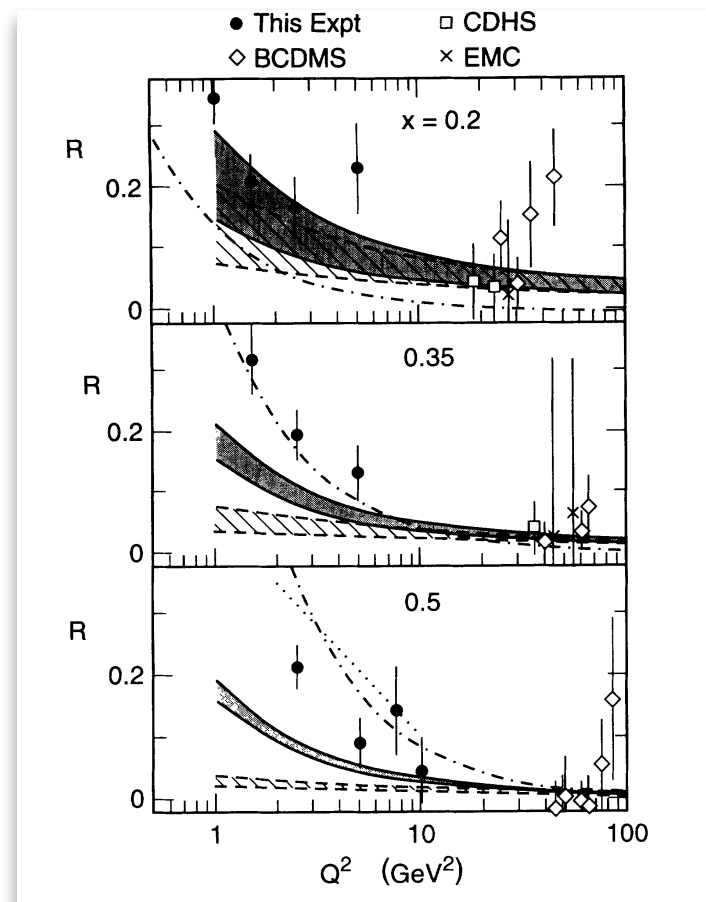 ● This Expt □ CDHS
◇ BCDMS × EMC
x = 0.2
R
0.2
0
0.35
R
0.2
0
0.5
R
0.2
0
1 10 100
Q² (GeV²)